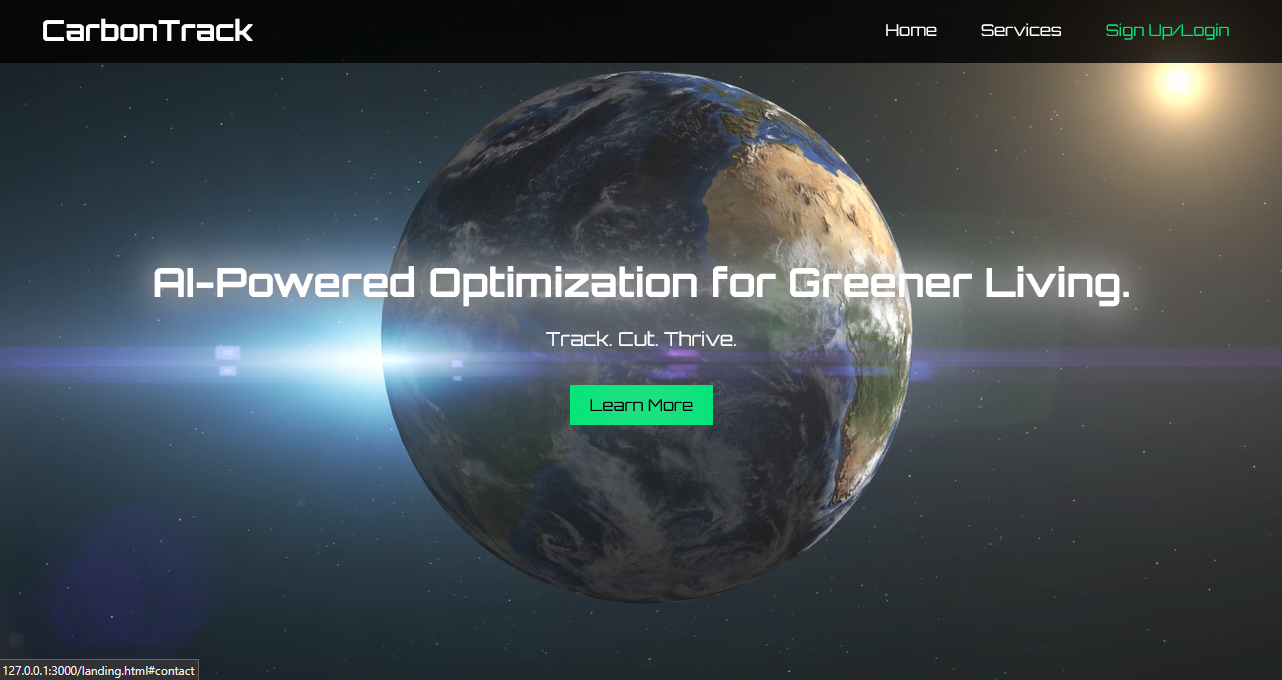 CarbonTrack
Home Services Sign Up/Login
AI-Powered Optimization for Greener Living.
Track. Cut. Thrive.
Learn More
127.0.0.1:3000/landing.html#contact